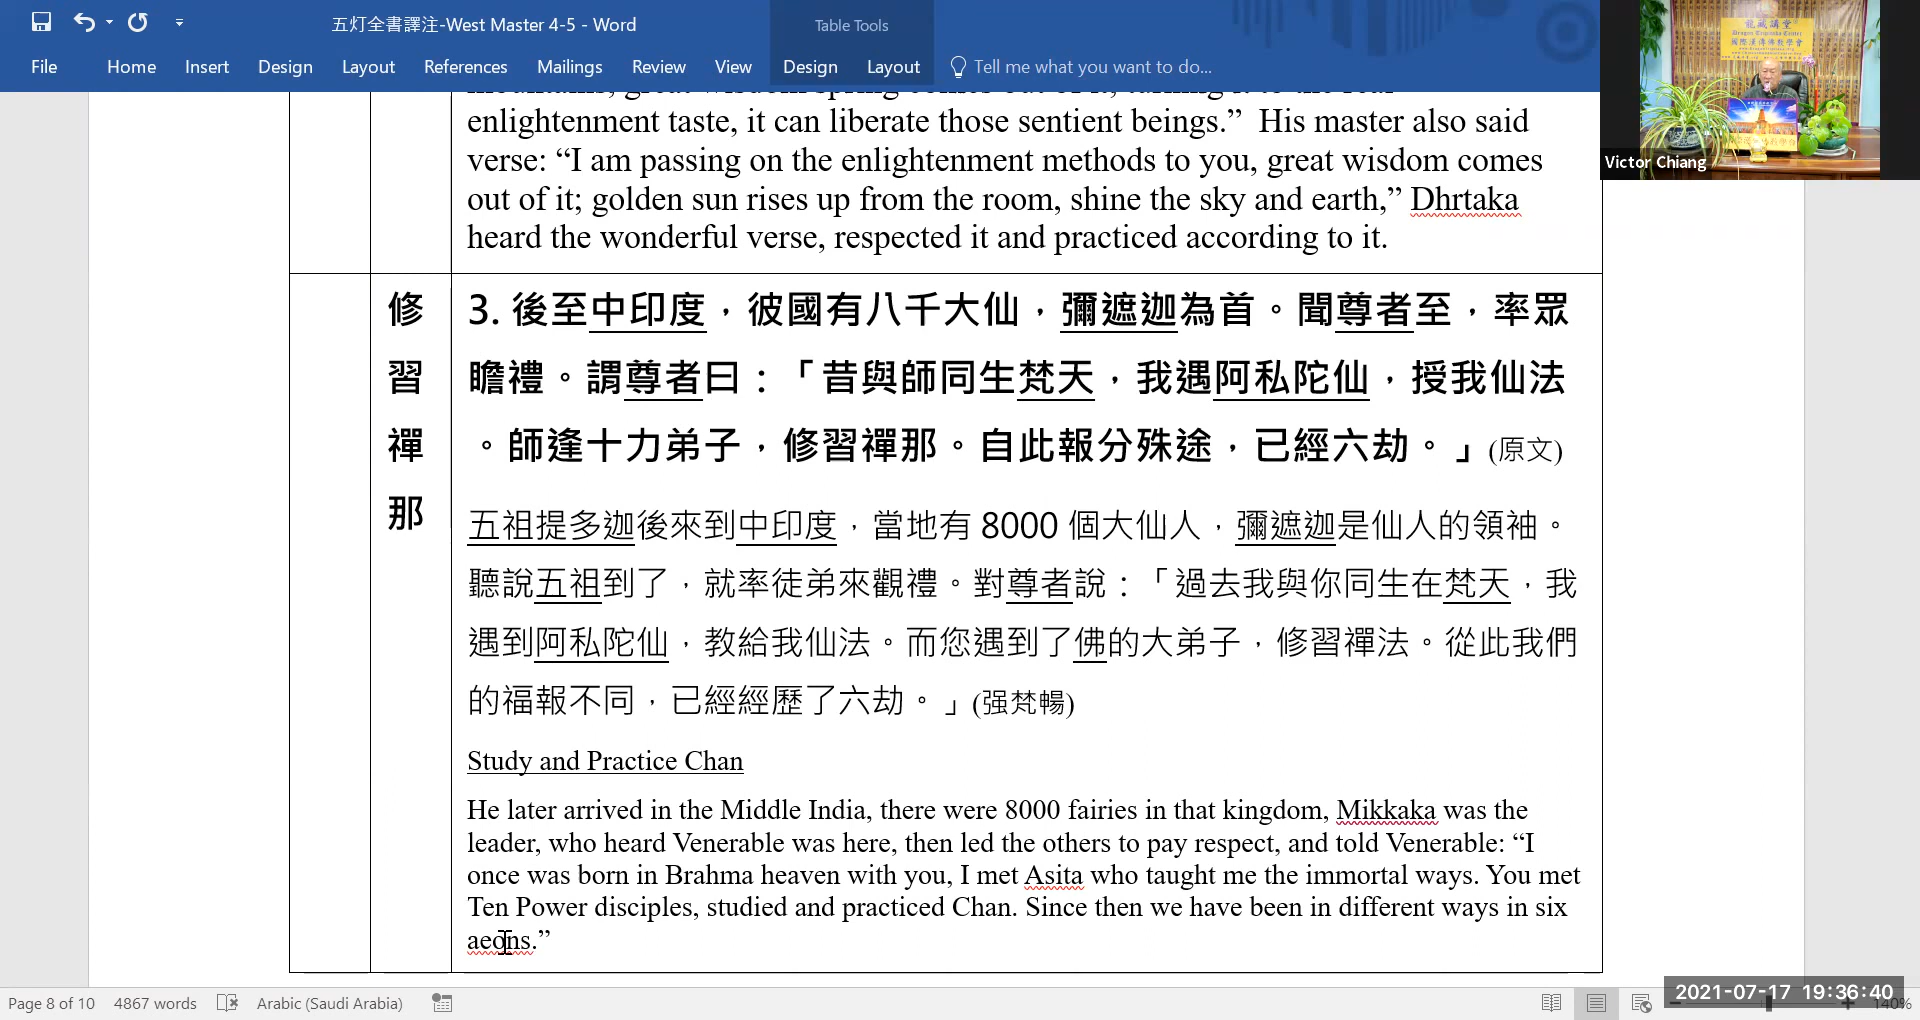 五灯全書譯注-West Master 4-5 - Word
Table Tools
File Home Insert Design Layout References Mailings Review View Design Layout Tell me what you want to do...
龍藏講堂
Victor Chiang
enlightenment taste, it can liberate those sentient beings.” His master also said
verse: “I am passing on the enlightenment methods to you, great wisdom comes
out of it; golden sun rises up from the room, shine the sky and earth,” Dhrtaka
heard the wonderful verse, respected it and practiced according to it.
修習禪那
3. 後至中印度，彼國有八千大仙，彌遮迦為首。聞尊者至，率眾
瞻禮。謂尊者曰：「昔與師同生梵天，我遇阿私陀仙，授我仙法
。師逢十力弟子，修習禪那。自此報分殊途，已經六劫。」(原文)
五祖提多迦後來到中印度，當地有 8000 個大仙人，彌遮迦是仙人的領袖。
聽說五祖到了，就率徒弟來觀禮。對尊者說：「過去我與你同生在梵天，我
遇到阿私陀仙，教給我仙法。而您遇到了佛的大弟子，修習禪法。從此我們
的福報不同，已經經歷了六劫。」(强梵暢)
Study and Practice Chan
He later arrived in the Middle India, there were 8000 fairies in that kingdom, Mikkaka was the
leader, who heard Venerable was here, then led the others to pay respect, and told Venerable: “I
once was born in Brahma heaven with you, I met Asita who taught me the immortal ways. You met
Ten Power disciples, studied and practiced Chan. Since then we have been in different ways in six
aeons.”
Page 8 of 10 4867 words Arabic (Saudi Arabia) 140%
2021-07-17 19:36:40